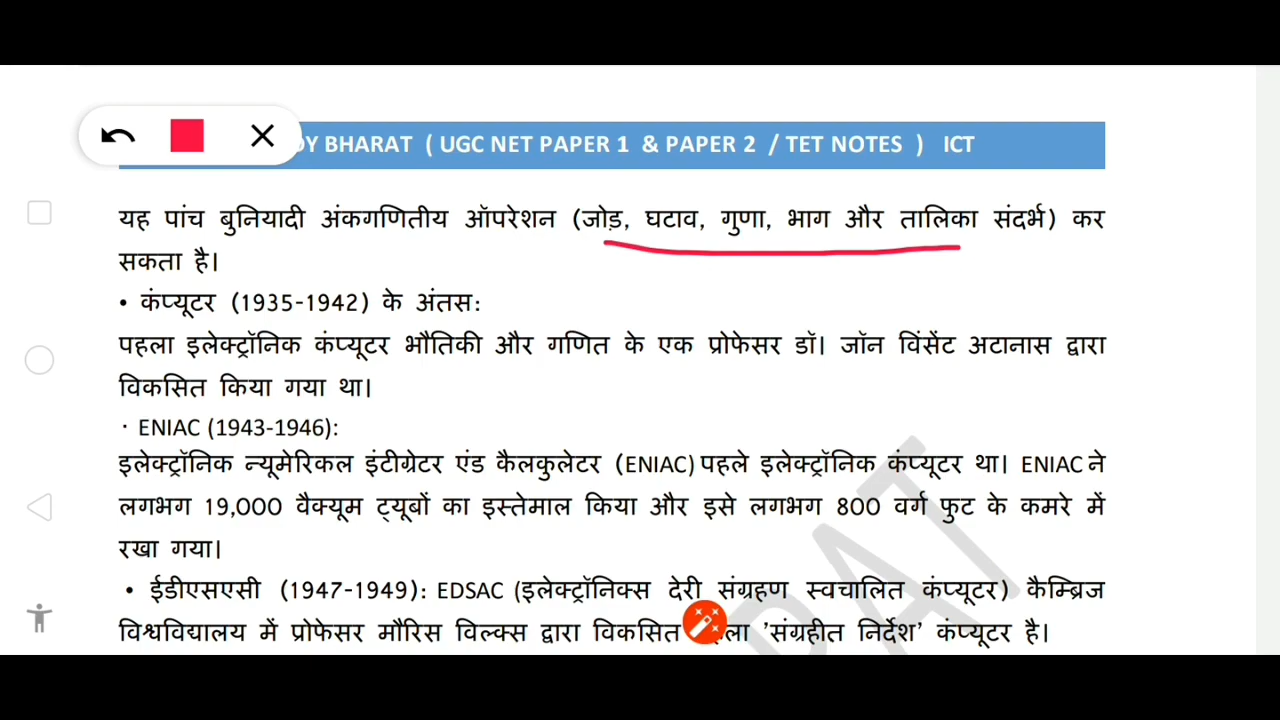 DY BHARAT ( UGC NET PAPER 1 & PAPER 2 / TET NOTES ) ICT
यह पांच बुनियादी अंकगणितीय ऑपरेशन (जोड़, घटाव, गुणा, भाग और तालिका संदर्भ) कर
सकता है।
• कंप्यूटर (1935-1942) के अंतस:
पहला इलेक्ट्रॉनिक कंप्यूटर भौतिकी और गणित के एक प्रोफेसर डॉ। जॉन विंसेंट अटानास द्वारा
विकसित किया गया था।
· ENIAC (1943-1946):
इलेक्ट्रॉनिक न्यूमेरिकल इंटीग्रेटर एंड कैलकुलेटर (ENIAC) पहले इलेक्ट्रॉनिक कंप्यूटर था। ENIAC ने
लगभग 19,000 वैक्यूम ट्यूबों का इस्तेमाल किया और इसे लगभग 800 वर्ग फुट के कमरे में
रखा गया।
• ईडीएसएसी (1947-1949): EDSAC (इलेक्ट्रॉनिक्स देरी संग्रहण स्वचालित कंप्यूटर) कैम्ब्रिज
विश्वविद्यालय में प्रोफेसर मौरिस विल्क्स द्वारा विकसित ला 'संग्रहीत निर्देश' कंप्यूटर है।